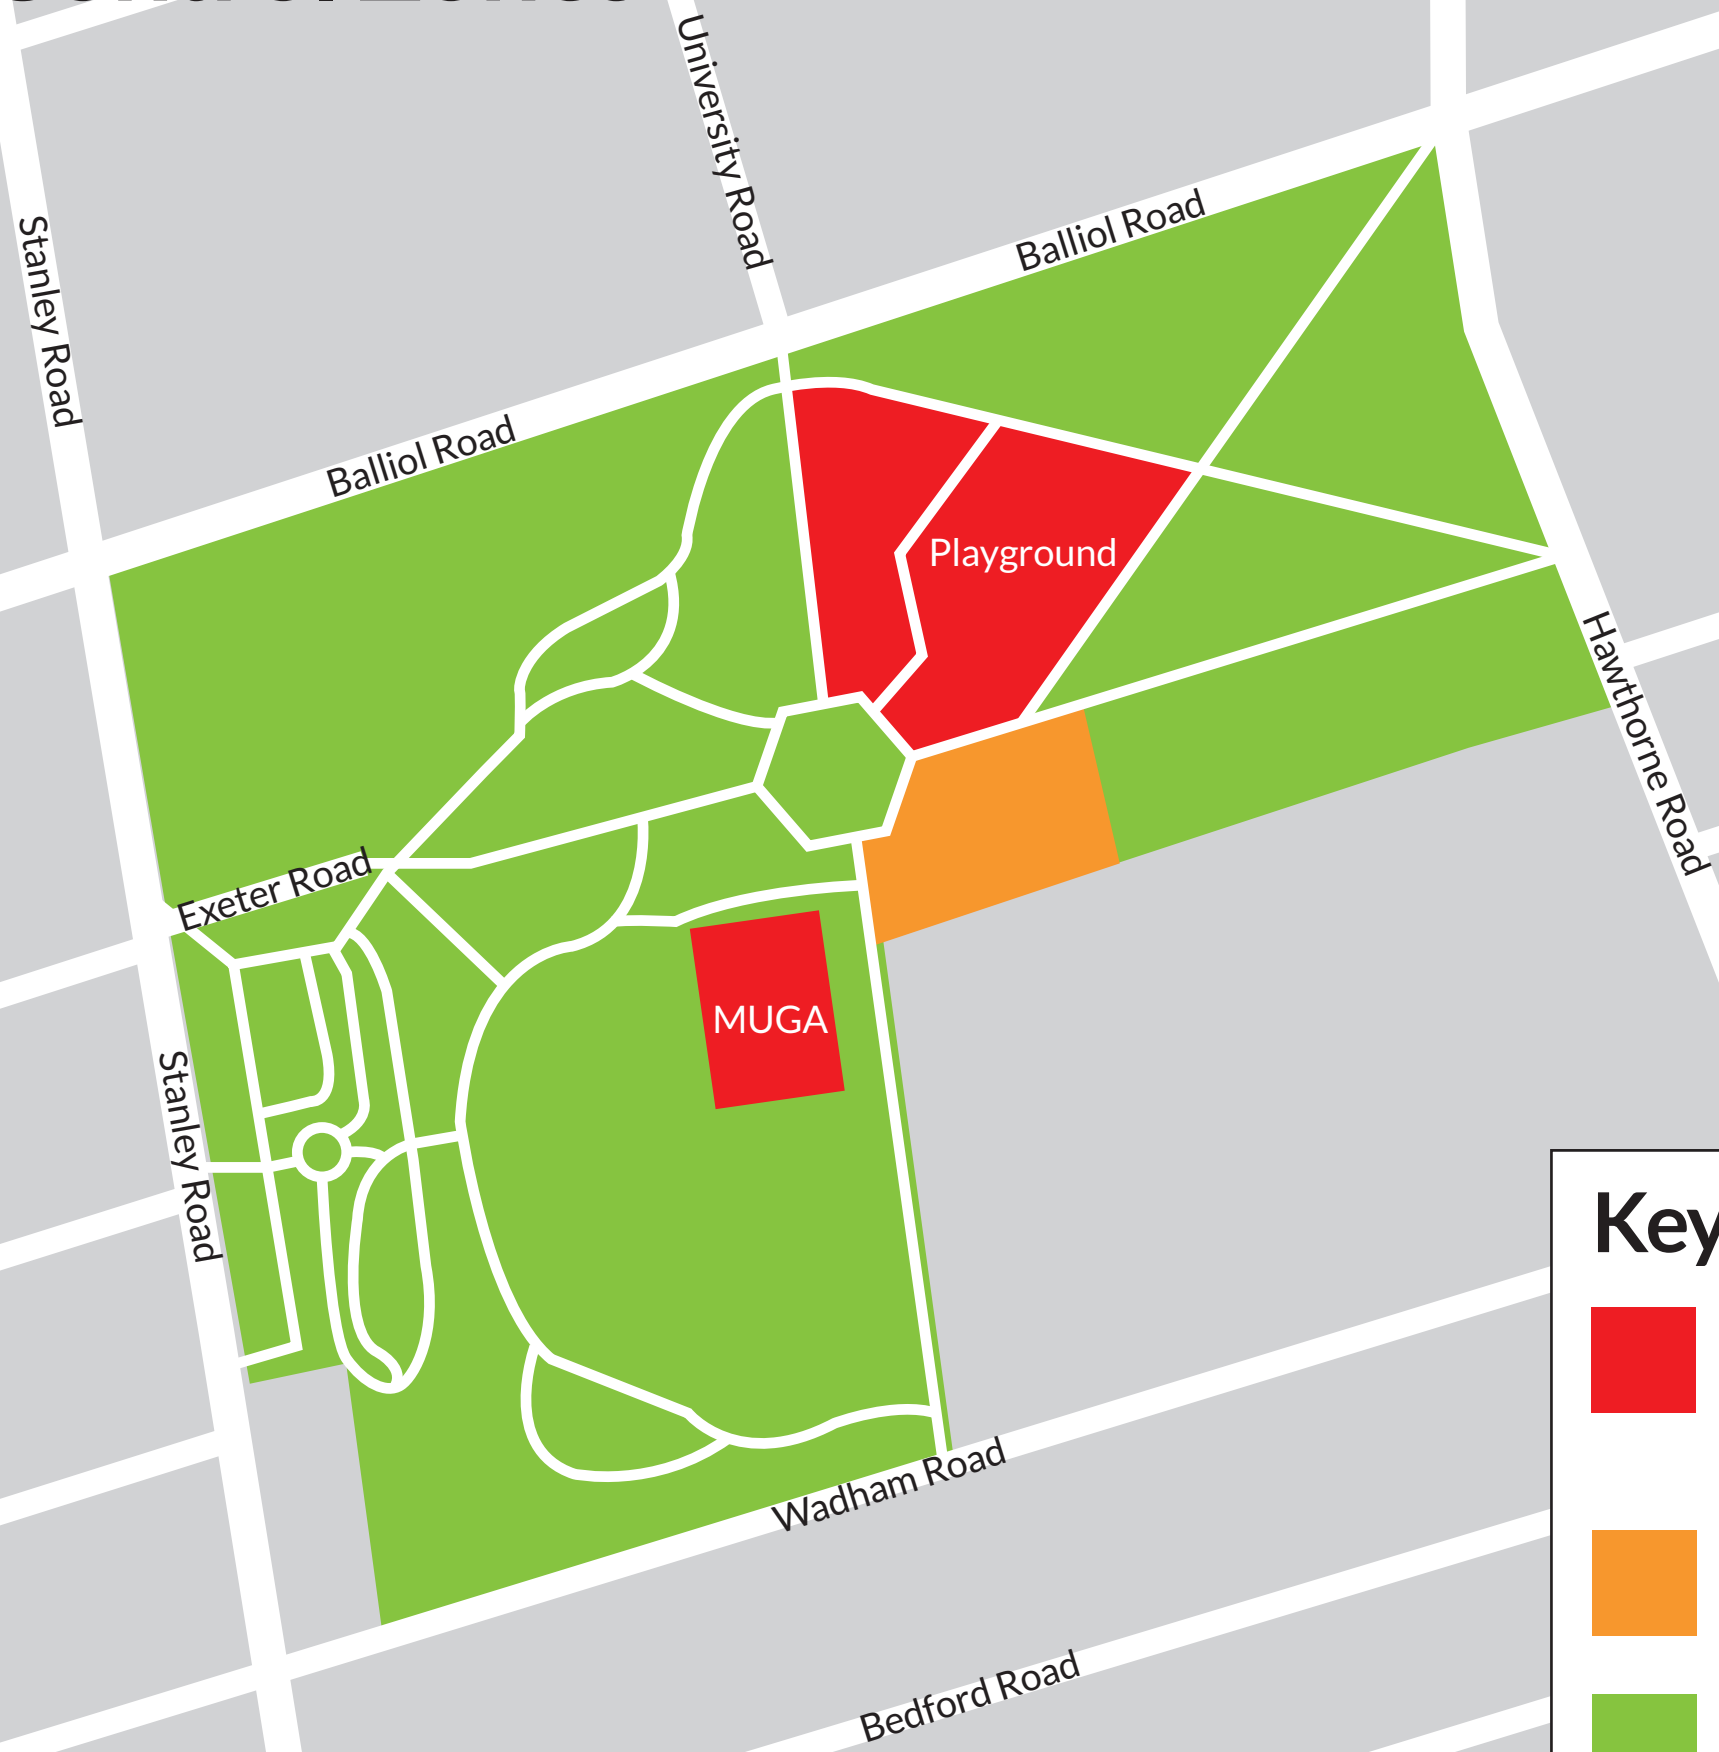 University Road
Stanley Road
Balliol Road
Balliol Road
Playground
Hawthorne Road
Exeter Road
MUGA
Stanley Road
Key
Wadham Road
Bedford Road